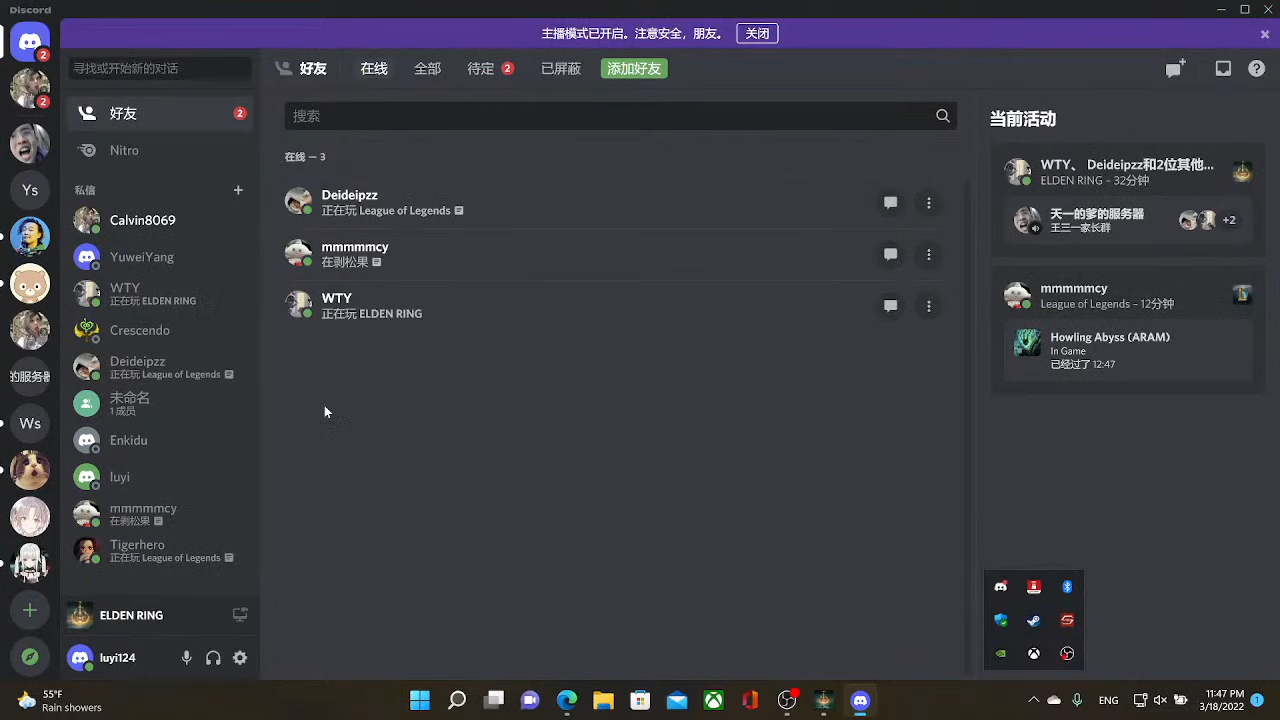 Discord
主播模式已开启。注意安全，朋友。 关闭
寻找或开始新的对话
好友 在线 全部 待定 2 已屏蔽 添加好友
2
2
好友 2
Nitro
私信
Calvin8069
YuweiYang
WTY
正在玩 ELDEN RING
Crescendo
Deideipzz
正在玩 League of Legends
未命名
1 成员
Enkidu
luyi
mmmmmcy
在剥松果
Tigerhero
正在玩 League of Legends
ELDEN RING
luyi124
Ys
的服务器
Ws
搜索
在线 — 3
Deideipzz
正在玩 League of Legends
mmmmmcy
在剥松果
WTY
正在玩 ELDEN RING
当前活动
WTY、Deideipzz和2位其他...
ELDEN RING – 32分钟
天一的爹的服务器
王三一家长群
+2
mmmmmcy
League of Legends – 12分钟
Howling Abyss (ARAM)
In Game
已经过了 12:47
55°F
Rain showers
ENG
11:47 PM
3/18/2022
1